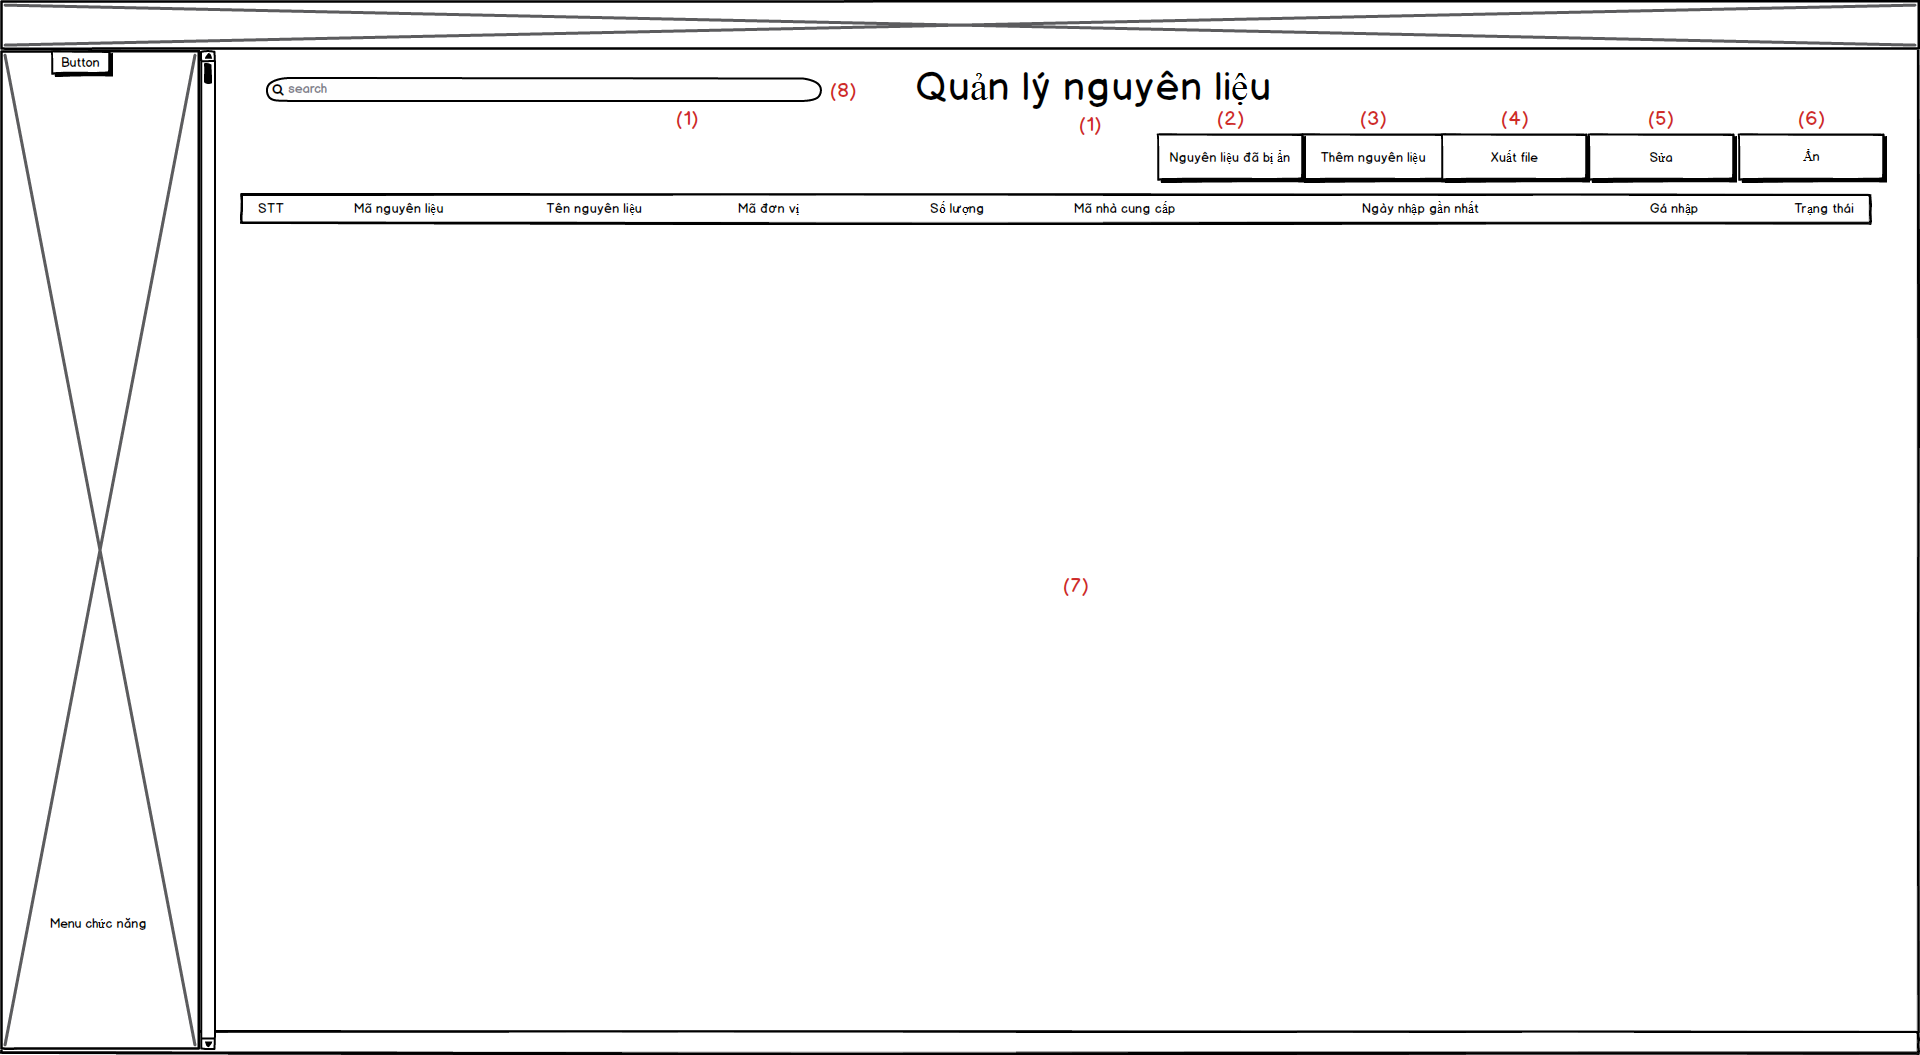 Button
search
(8)
Quản lý nguyên liệu
(1)
(1)
(2)
(3)
(4)
(5)
(6)
Nguyên liệu đã bị ẩn
Thêm nguyên liệu
Xuất file
Sửa
Ẩn
STT
Mã nguyên liệu
Tên nguyên liệu
Mã đơn vị
Số lượng
Mã nhà cung cấp
Ngày nhập gần nhất
Gá nhập
Trạng thái
(7)
Menu chức năng